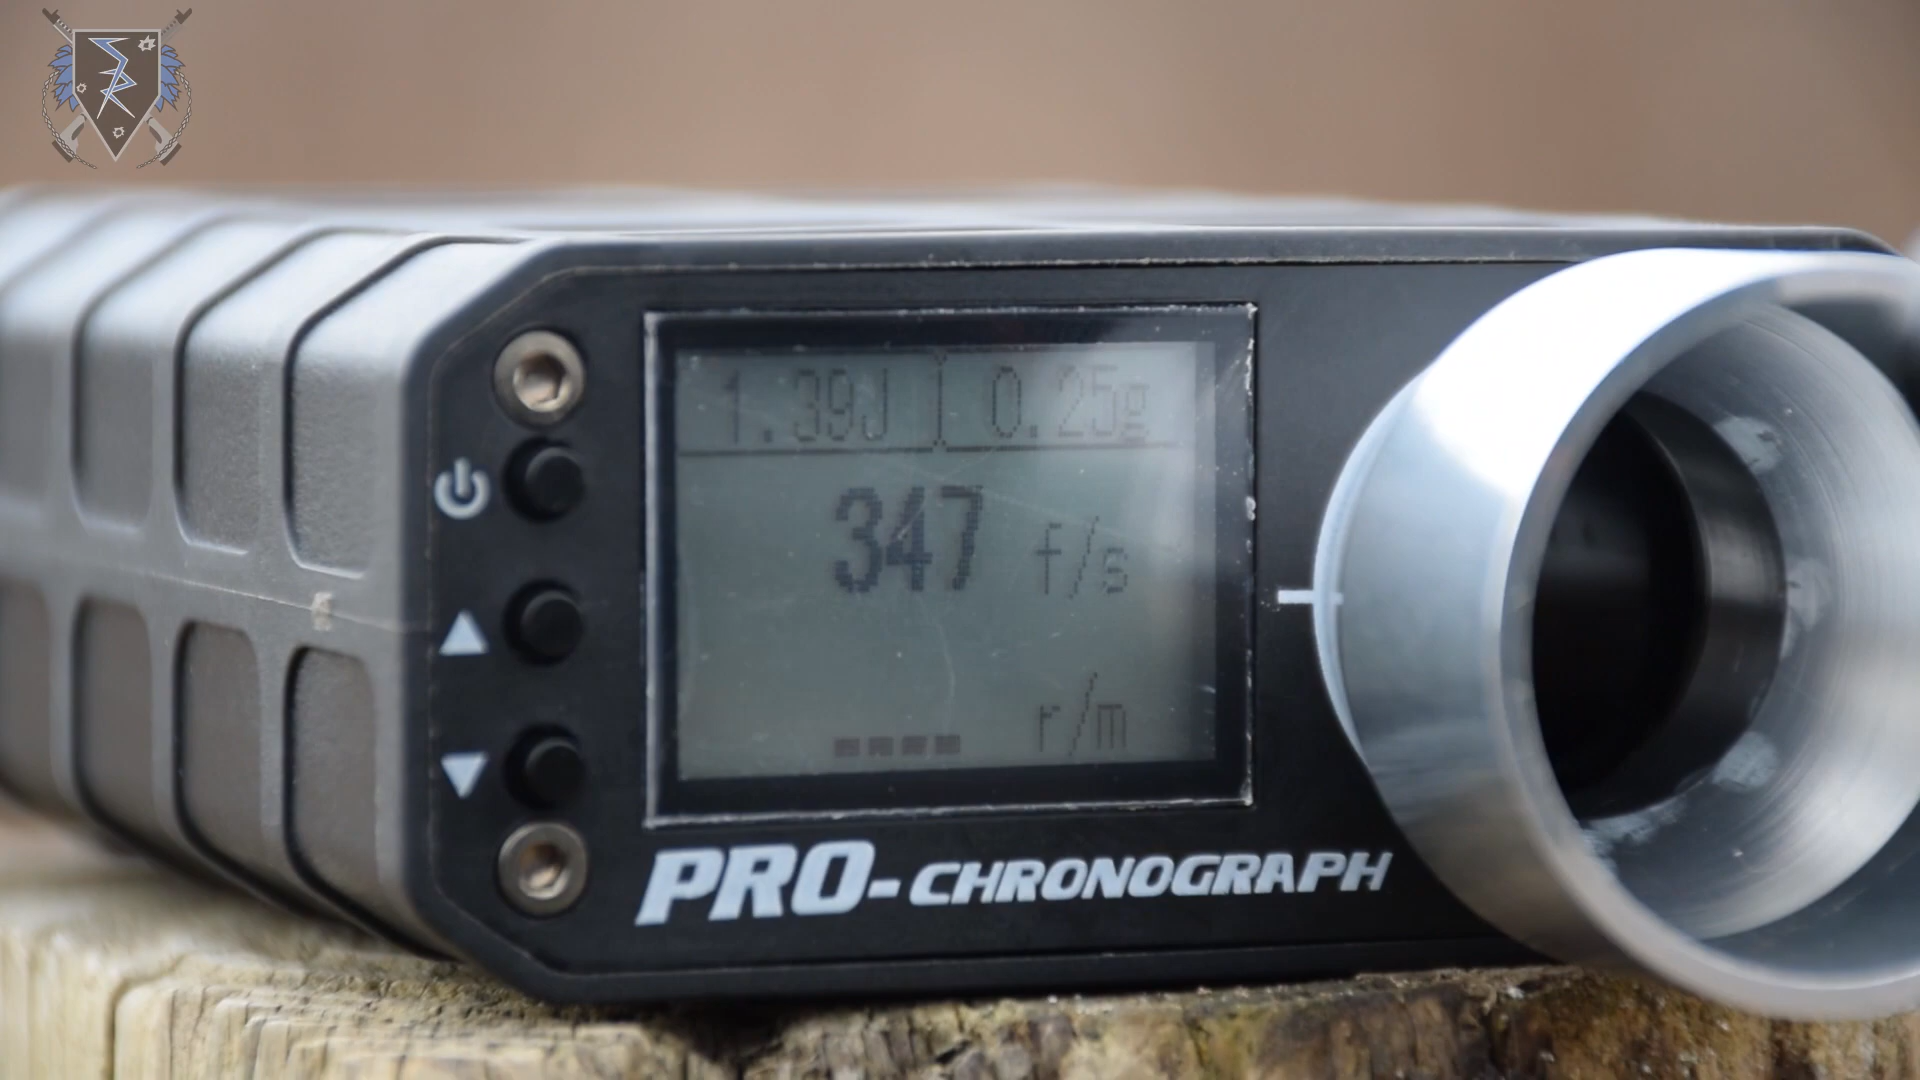 1.39J 0.25g
347 f/s
---- r/m
PRO-CHRONOGRAPH